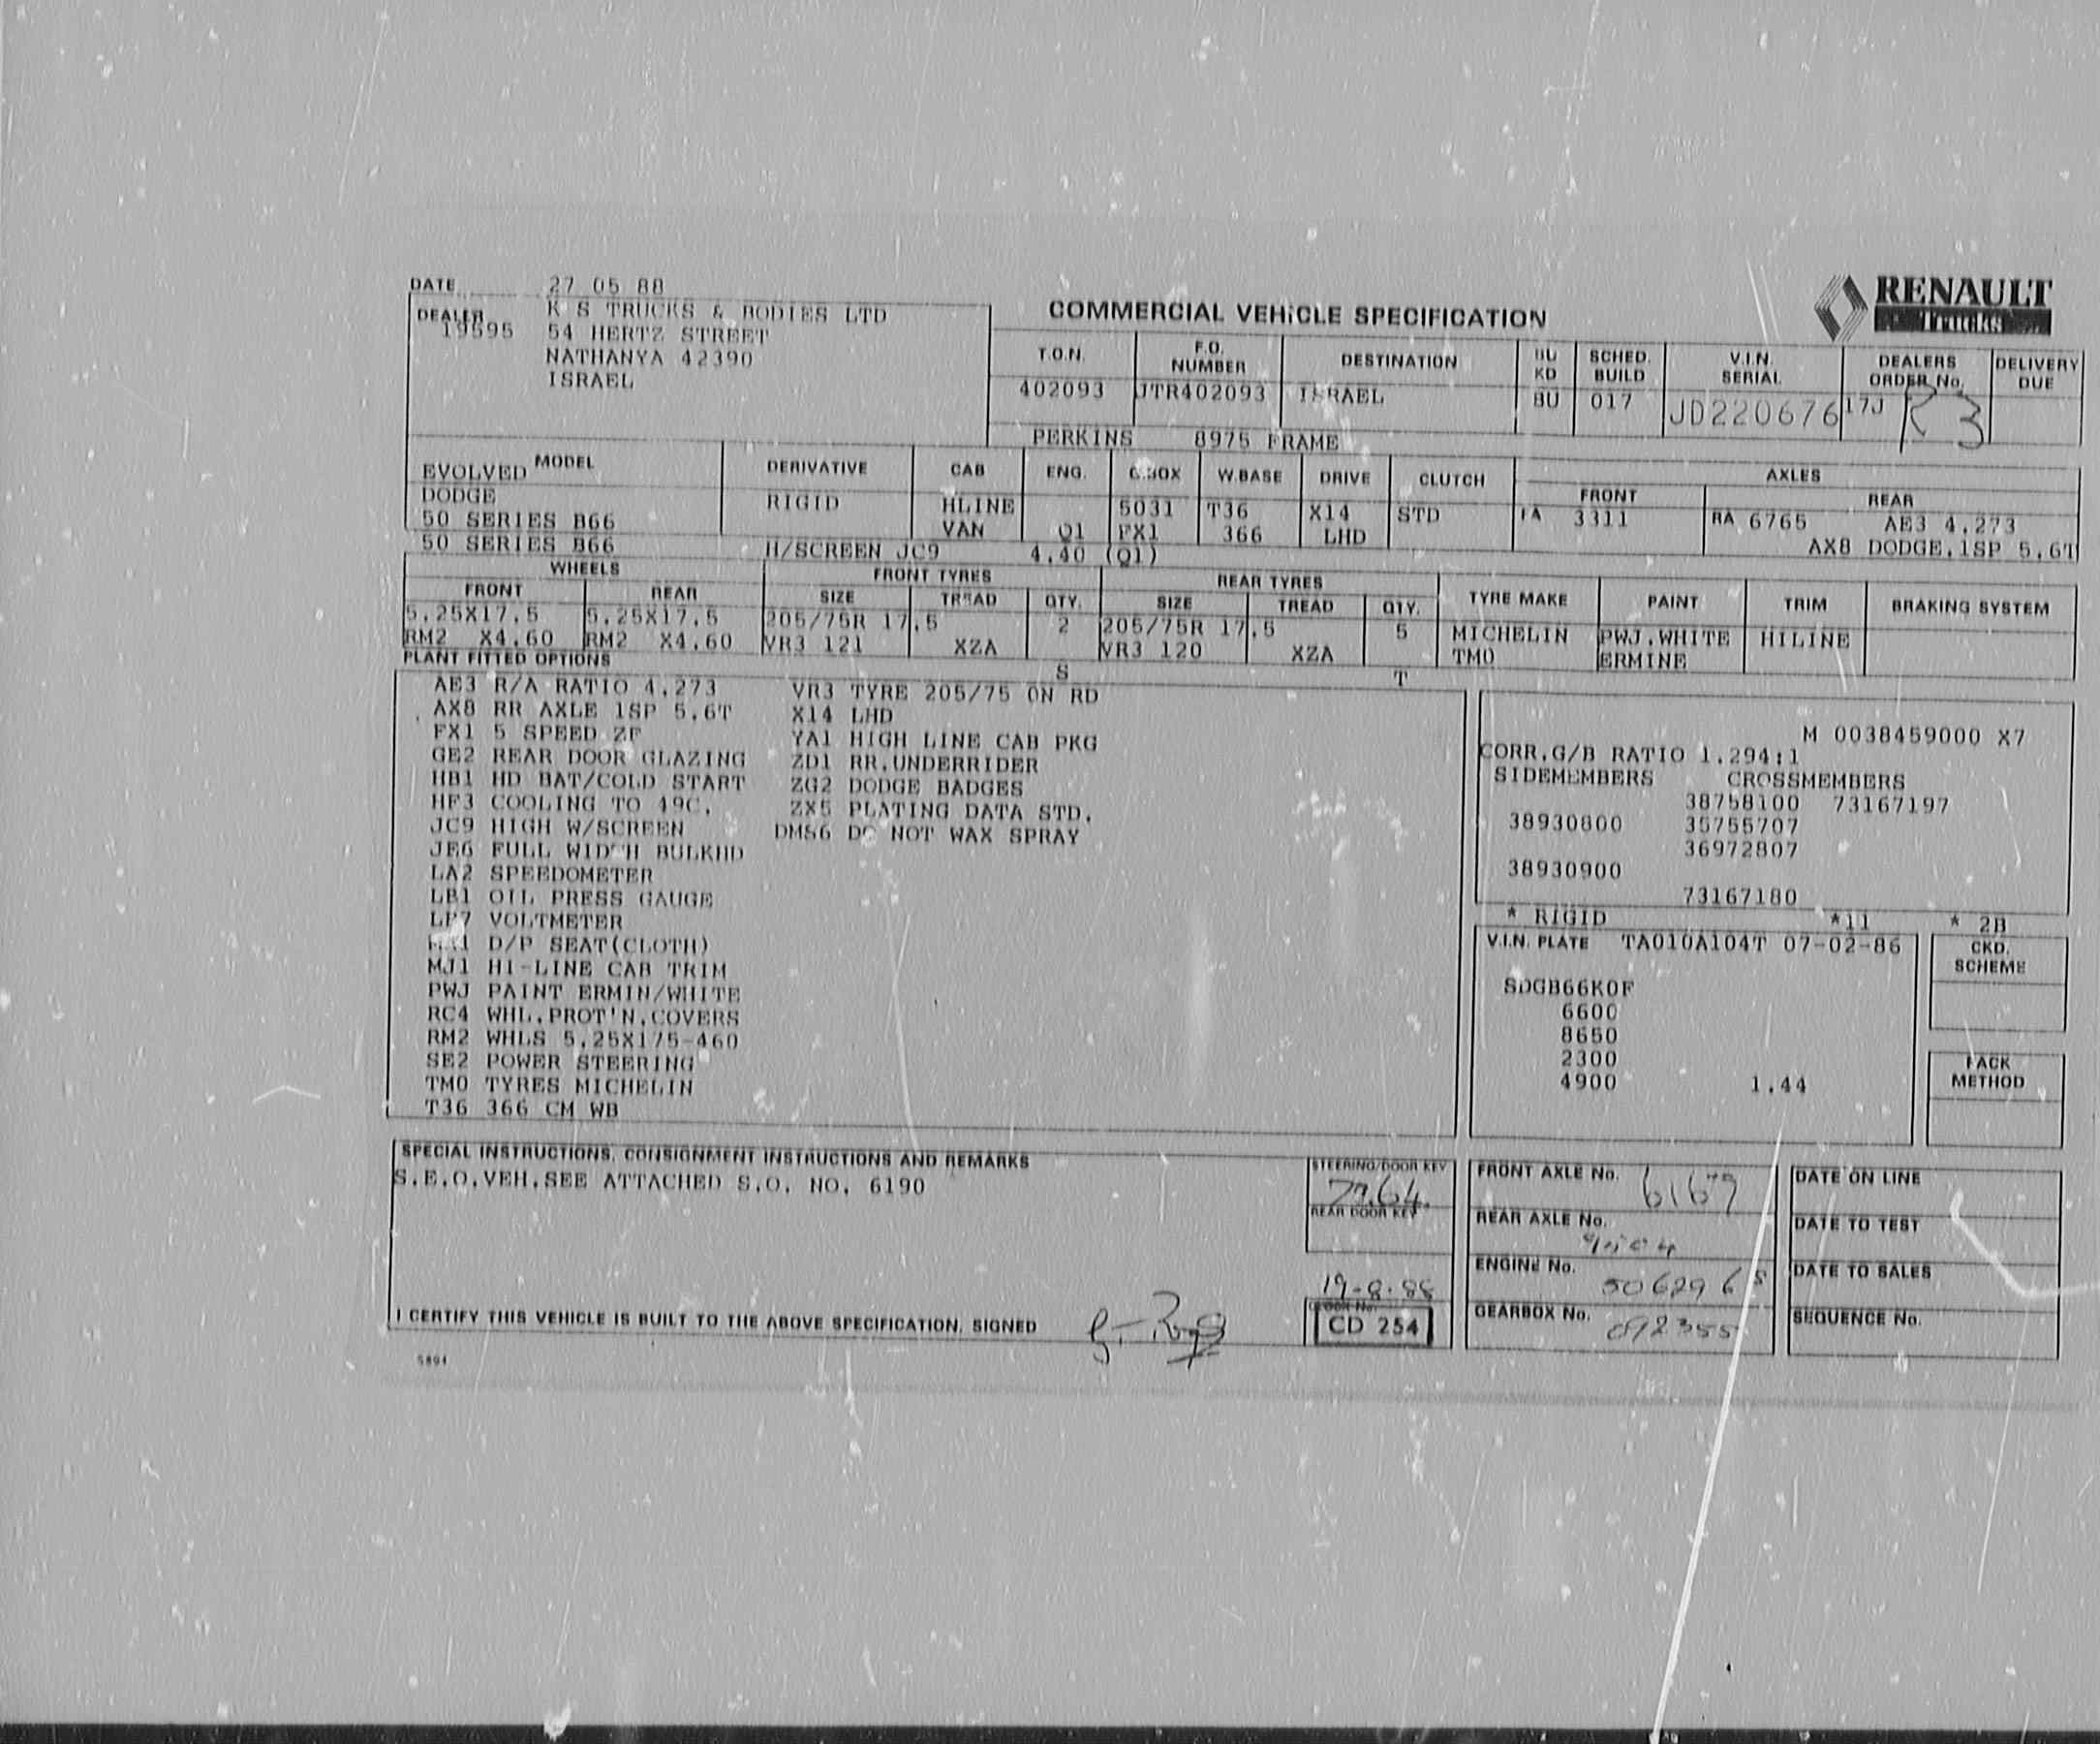 DATE 27 05 88
DEALER K S TRUCKS & BODIES LTD
19595 54 HERTZ STREET
NATHANYA 42390
ISRAEL
COMMERCIAL VEHICLE SPECIFICATION
RENAULT
Trucks
T.O.N. F.O. NUMBER DESTINATION BU KD SCHED. BUILD V.I.N. SERIAL DEALERS ORDER No. DELIVERY DUE
402093 JTR402093 ISRAEL BU 017 JD220676 17J R3
PERKINS 8975 FRAME
MODEL DERIVATIVE CAB ENG. G.BOX W.BASE DRIVE CLUTCH AXLES
FRONT REAR
EVOLVED
DODGE RIGID HLINE 5031 T36 X14 STD FA 3311 RA 6765 AE3 4.273
50 SERIES B66 VAN Q1 FX1 366 LHD
50 SERIES B66 H/SCREEN JC9 4.40 (Q1) AX8 DODGE.1SP 5.6T
WHEELS FRONT TYRES REAR TYRES TYRE MAKE PAINT TRIM BRAKING SYSTEM
FRONT REAR SIZE TREAD QTY. SIZE TREAD QTY.
5.25X17.5 5.25X17.5 205/75R 17.5 2 205/75R 17.5 5 MICHELIN PWJ.WHITE HILINE
RM2 X4.60 RM2 X4.60 VR3 121 XZA VR3 120 XZA TM0 ERMINE
PLANT FITTED OPTIONS S T
AE3 R/A RATIO 4.273 VR3 TYRE 205/75 ON RD
AX8 RR AXLE 1SP 5.6T X14 LHD
FX1 5 SPEED ZF YA1 HIGH LINE CAB PKG
GE2 REAR DOOR GLAZING ZD1 RR.UNDERRIDER
HB1 HD BAT/COLD START ZG2 DODGE BADGES
HF3 COOLING TO 49C. ZX5 PLATING DATA STD.
JC9 HIGH W/SCREEN DMS6 DO NOT WAX SPRAY
JE6 FULL WIDTH BULKHD
LA2 SPEEDOMETER
LB1 OIL PRESS GAUGE
LP7 VOLTMETER
D/P SEAT(CLOTH)
MJ1 HI-LINE CAB TRIM
PWJ PAINT ERMIN/WHITE
RC4 WHL.PROT'N.COVERS
RM2 WHLS 5.25X175-460
SE2 POWER STEERING
TM0 TYRES MICHELIN
T36 366 CM WB
M 0038459000 X7
CORR.G/B RATIO 1.294:1
SIDEMEMBERS CROSSMEMBERS
38758100 73167197
38930800 35755707
36972807
38930900
73167180
* RIGID *11 * 2B
V.I.N. PLATE TA010A104T 07-02-86
CKD. SCHEME
SDGB66K0F
6600
8650
2300
4900 1.44
PACK METHOD
SPECIAL INSTRUCTIONS, CONSIGNMENT INSTRUCTIONS AND REMARKS
S.E.O.VEH.SEE ATTACHED S.O. NO. 6190
STEERING/DOOR KEY
REAR DOOR KEY
19-8-88
CD 254
FRONT AXLE No. 6167
REAR AXLE No.
ENGINE No. 5062965
GEARBOX No. 092355
DATE ON LINE
DATE TO TEST
DATE TO SALES
SEQUENCE No.
I CERTIFY THIS VEHICLE IS BUILT TO THE ABOVE SPECIFICATION. SIGNED
5894